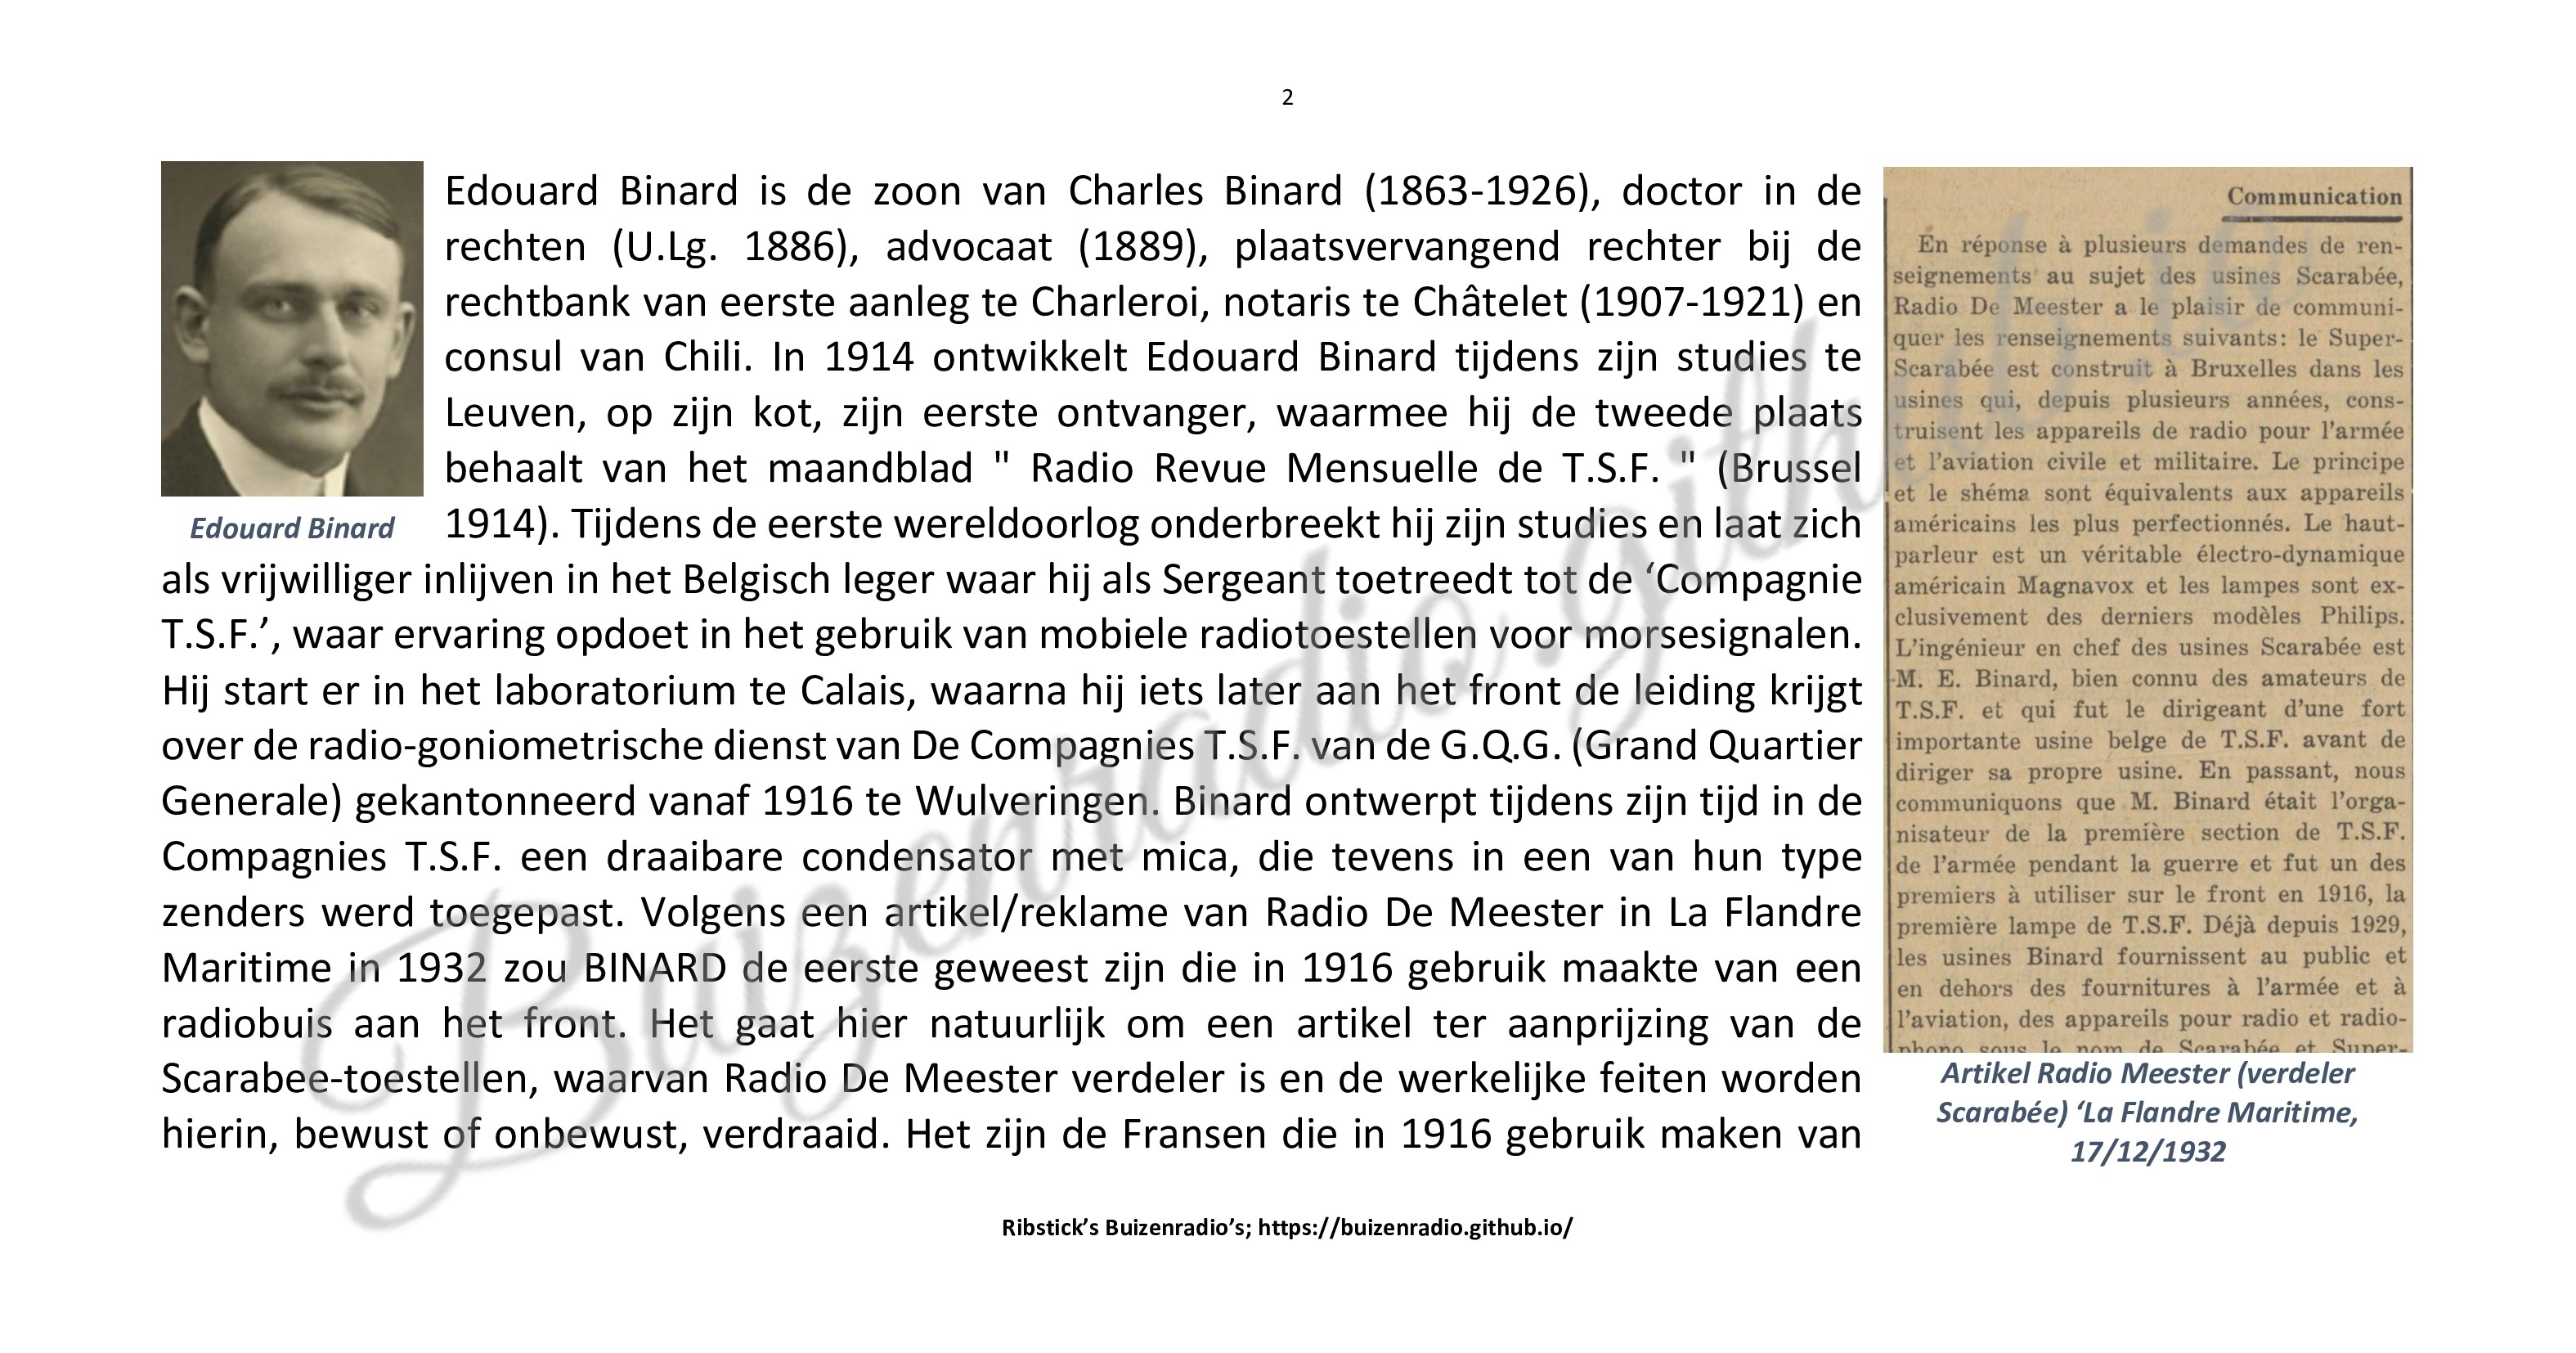 2
Edouard Binard is de zoon van Charles Binard (1863-1926), doctor in de
rechten (U.Lg. 1886), advocaat (1889), plaatsvervangend rechter bij de
rechtbank van eerste aanleg te Charleroi, notaris te Châtelet (1907-1921) en
consul van Chili. In 1914 ontwikkelt Edouard Binard tijdens zijn studies te
Leuven, op zijn kot, zijn eerste ontvanger, waarmee hij de tweede plaats
behaalt van het maandblad " Radio Revue Mensuelle de T.S.F. " (Brussel
1914). Tijdens de eerste wereldoorlog onderbreekt hij zijn studies en laat zich
als vrijwilliger inlijven in het Belgisch leger waar hij als Sergeant toetreedt tot de ‘Compagnie
T.S.F.’, waar ervaring opdoet in het gebruik van mobiele radiotoestellen voor morsesignalen.
Hij start er in het laboratorium te Calais, waarna hij iets later aan het front de leiding krijgt
over de radio-goniometrische dienst van De Compagnies T.S.F. van de G.Q.G. (Grand Quartier
Generale) gekantonneerd vanaf 1916 te Wulveringen. Binard ontwerpt tijdens zijn tijd in de
Compagnies T.S.F. een draaibare condensator met mica, die tevens in een van hun type
zenders werd toegepast. Volgens een artikel/reklame van Radio De Meester in La Flandre
Maritime in 1932 zou BINARD de eerste geweest zijn die in 1916 gebruik maakte van een
radiobuis aan het front. Het gaat hier natuurlijk om een artikel ter aanprijzing van de
Scarabee-toestellen, waarvan Radio De Meester verdeler is en de werkelijke feiten worden
hierin, bewust of onbewust, verdraaid. Het zijn de Fransen die in 1916 gebruik maken van
Edouard Binard
Communication
En réponse à plusieurs demandes de ren-
seignements au sujet des usines Scarabée,
Radio De Meester a le plaisir de communi-
quer les renseignements suivants: le Super-
Scarabée est construit à Bruxelles dans les
usines qui, depuis plusieurs années, cons-
truisent les appareils de radio pour l'armée
et l'aviation civile et militaire. Le principe
et le shéma sont équivalents aux appareils
américains les plus perfectionnés. Le haut-
parleur est un véritable électro-dynamique
américain Magnavox et les lampes sont ex-
clusivement des derniers modèles Philips.
L'ingénieur en chef des usines Scarabée est
M. E. Binard, bien connu des amateurs de
T.S.F. et qui fut le dirigeant d'une fort
importante usine belge de T.S.F. avant de
diriger sa propre usine. En passant, nous
communiquons que M. Binard était l'orga-
nisateur de la première section de T.S.F.
de l'armée pendant la guerre et fut un des
premiers à utiliser sur le front en 1916, la
première lampe de T.S.F. Déjà depuis 1929,
les usines Binard fournissent au public et
en dehors des fournitures à l'armée et à
l'aviation, des appareils pour radio et radio-
phono sous le nom de Scarabée et Super-
Artikel Radio Meester (verdeler
Scarabée) ‘La Flandre Maritime,
17/12/1932
Buizenradio.github.io
Ribstick’s Buizenradio’s; https://buizenradio.github.io/